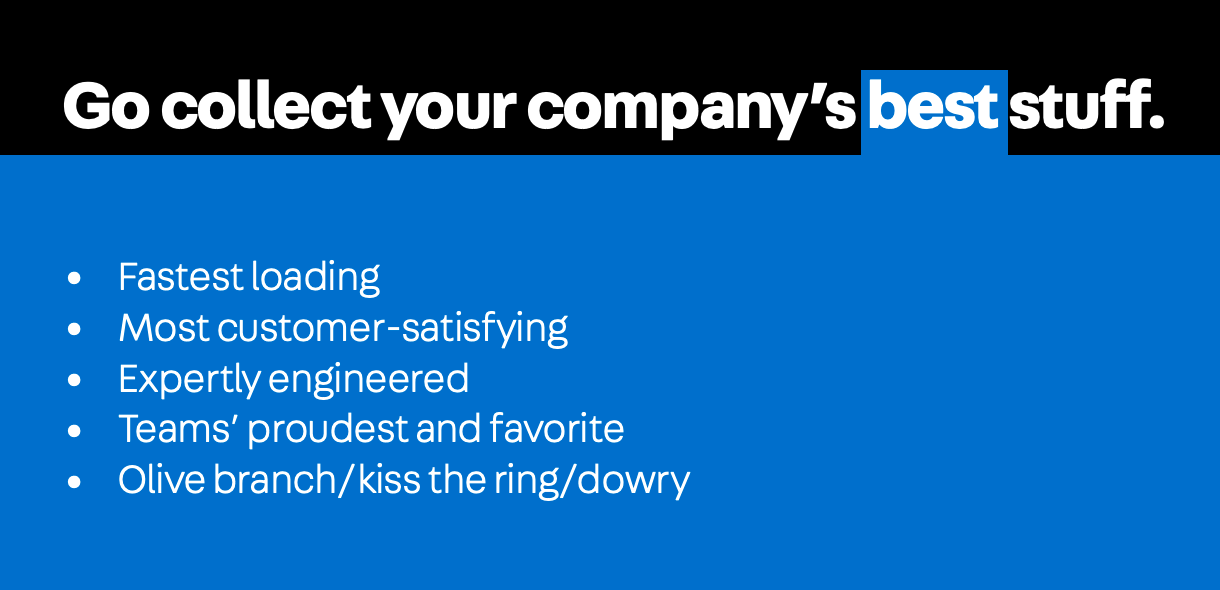 Go collect your company’s best stuff.
• Fastest loading
• Most customer-satisfying
• Expertly engineered
• Teams’ proudest and favorite
• Olive branch/kiss the ring/dowry